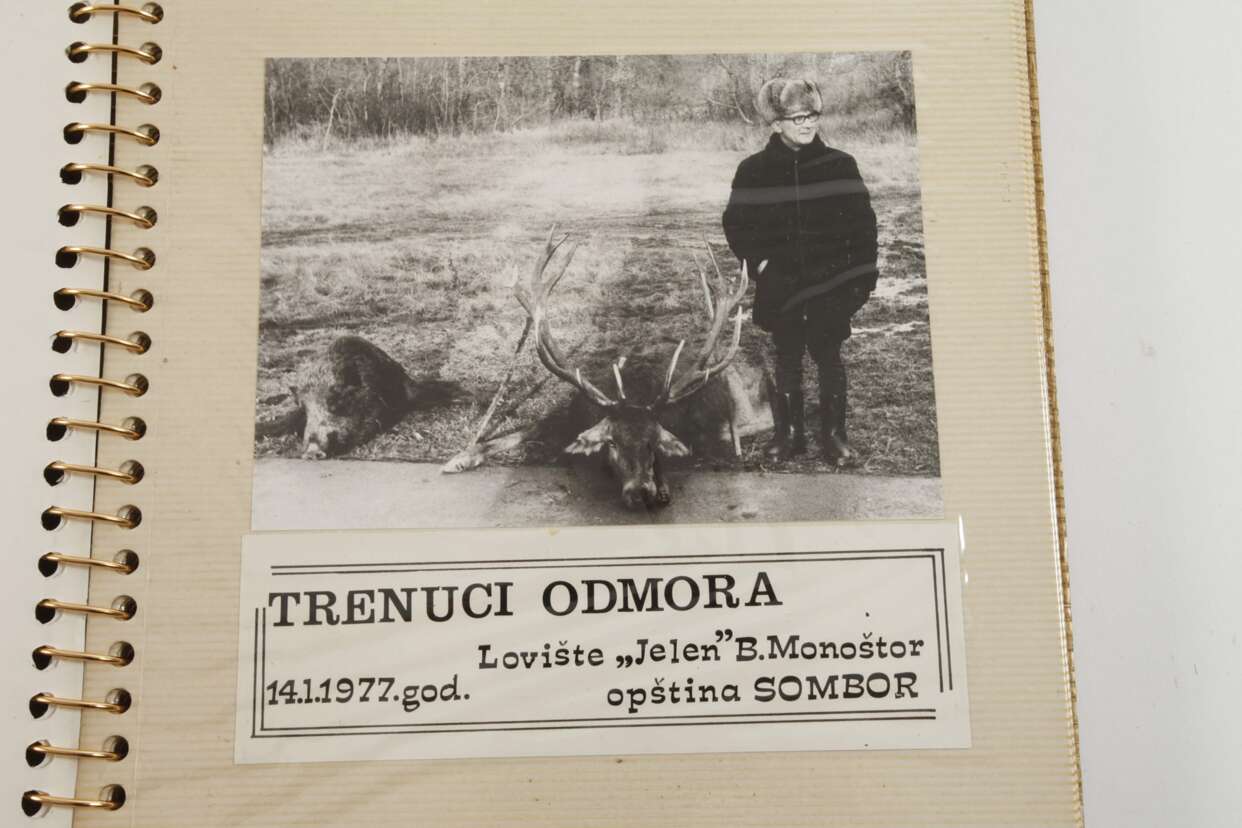 TRENUCI ODMORA
Lovište „Jelen” B.Monoštor
14.1.1977.god. opština SOMBOR